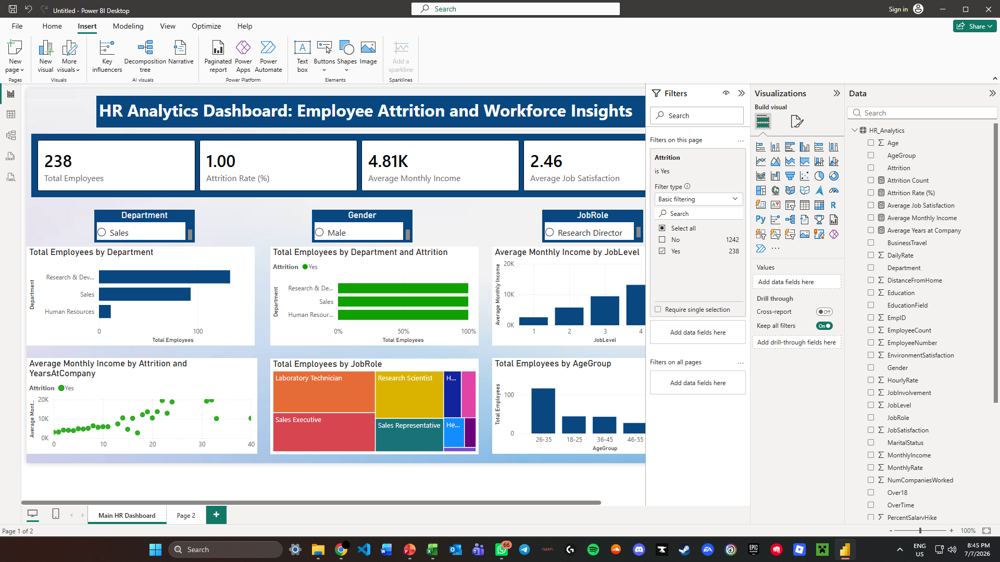 Untitled - Power BI Desktop
Search
Sign in
File
Home
Insert
Modeling
View
Optimize
Help
Share
New page
New visual
More visuals
Key influencers
Decomposition tree
Narrative
Paginated report
Power Apps
Power Automate
Text box
Buttons
Shapes
Image
Add a sparkline
Pages
Visuals
AI visuals
Power Platform
Elements
Sparklines
HR Analytics Dashboard: Employee Attrition and Workforce Insights
238
Total Employees
1.00
Attrition Rate (%)
4.81K
Average Monthly Income
2.46
Average Job Satisfaction
Department
Sales
Gender
Male
JobRole
Research Director
Total Employees by Department
Department
Research & Dev...
Sales
Human Resources
0
100
Total Employees
Total Employees by Department and Attrition
Attrition
Yes
Department
Research & De...
Sales
Human Resour...
0%
50%
100%
Total Employees
Average Monthly Income by JobLevel
Average Monthly Income
20K
10K
0K
1
2
3
4
JobLevel
Average Monthly Income by Attrition and
YearsAtCompany
Attrition
Yes
Average Mont...
20K
10K
0K
0
10
20
30
40
Total Employees by JobRole
Laboratory Technician
Sales Executive
Research Scientist
Sales Representative
H...
He...
Total Employees by AgeGroup
Total Employees
100
0
26-35
18-25
36-45
46-55
AgeGroup
Filters
Search
Filters on this page
...
Attrition
is Yes
Filter type
Basic filtering
Search
Select all
No 1242
Yes 238
Require single selection
Add data fields here
Filters on all pages
...
Add data fields here
Visualizations
Build visual
R
Py
...
Values
Add data fields here
Drill through
Cross-report
Off
Keep all filters
On
Add drill-through fields here
Data
Search
HR_Analytics
Age
AgeGroup
Attrition
Attrition Count
Attrition Rate (%)
Average Job Satisfaction
Average Monthly Income
Average Years at Company
BusinessTravel
DailyRate
Department
DistanceFromHome
Education
EducationField
EmpID
EmployeeCount
EmployeeNumber
EnvironmentSatisfaction
Gender
HourlyRate
JobInvolvement
JobLevel
JobRole
JobSatisfaction
MaritalStatus
MonthlyIncome
MonthlyRate
NumCompaniesWorked
Over18
OverTime
PercentSalaryHike
DAX
TMDL
Main HR Dashboard
Page 2
+
Page 1 of 2
- + 100%
Search
66
EA
EPIC
GAMES
ENG
US
8:45 PM
7/7/2026